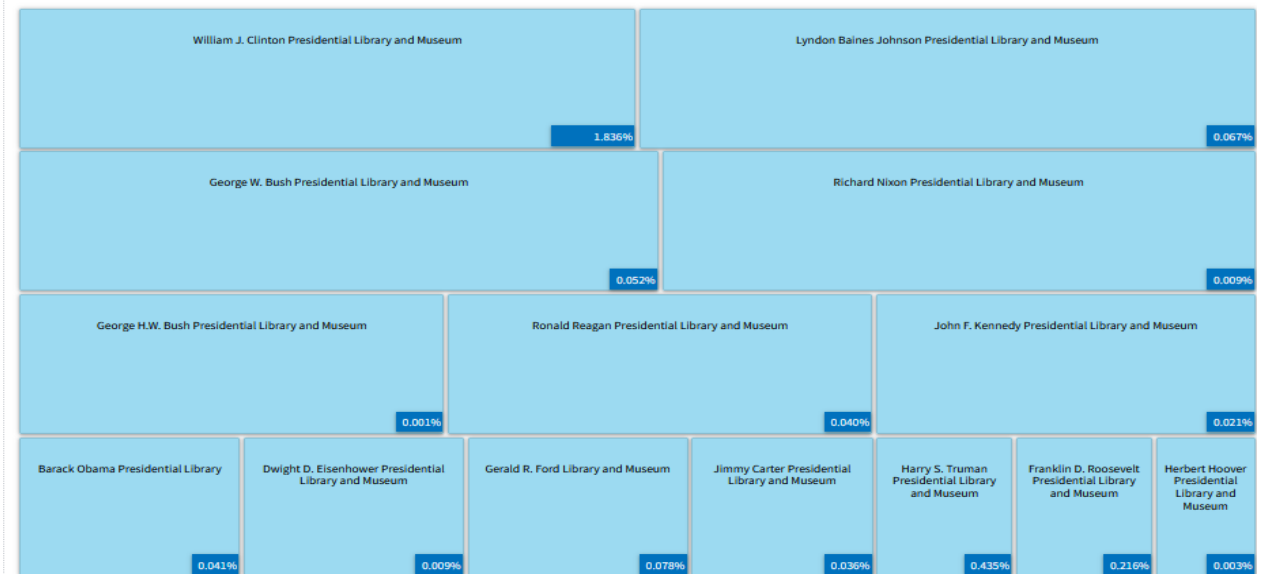 William J. Clinton Presidential Library and Museum
1.836%
Lyndon Baines Johnson Presidential Library and Museum
0.067%
George W. Bush Presidential Library and Museum
0.052%
Richard Nixon Presidential Library and Museum
0.009%
George H.W. Bush Presidential Library and Museum
0.001%
Ronald Reagan Presidential Library and Museum
0.040%
John F. Kennedy Presidential Library and Museum
0.021%
Barack Obama Presidential Library
0.041%
Dwight D. Eisenhower Presidential
Library and Museum
0.009%
Gerald R. Ford Library and Museum
0.078%
Jimmy Carter Presidential
Library and Museum
0.036%
Harry S. Truman
Presidential Library
and Museum
0.435%
Franklin D. Roosevelt
Presidential Library
and Museum
0.216%
Herbert Hoover
Presidential
Library and
Museum
0.003%